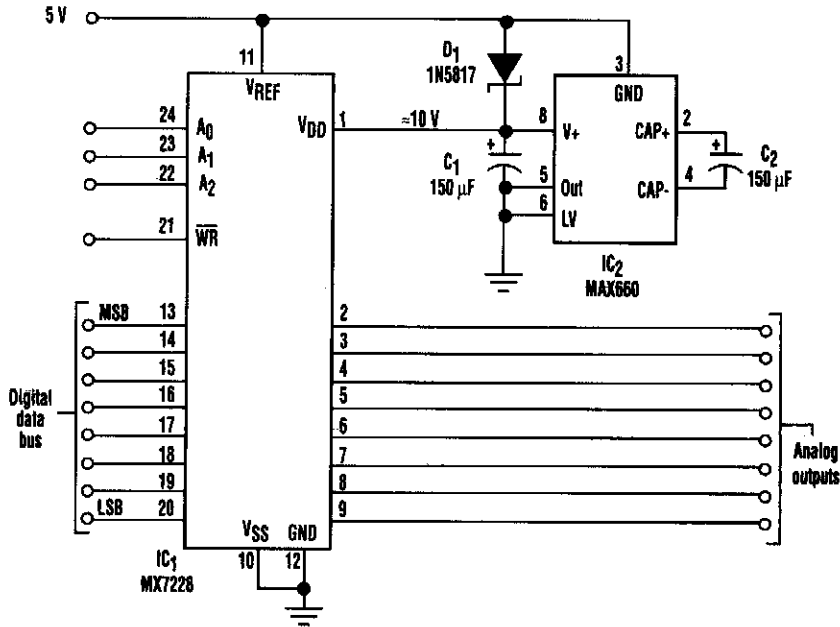 5 V
11
VREF
24 A0
23 A1
22 A2
21 WR
VDD 1
≈10 V
D1
1N5817
3
GND
8 V+
CAP+ 2
+
C1
150 µF
5 Out
6 LV
CAP- 4
+
C2
150 µF
IC2
MAX660
MSB 13
14
15
16
17
18
19
LSB 20
Digital
data
bus
2
3
4
5
6
7
8
9
Analog
outputs
VSS GND
10 12
IC1
MX7228